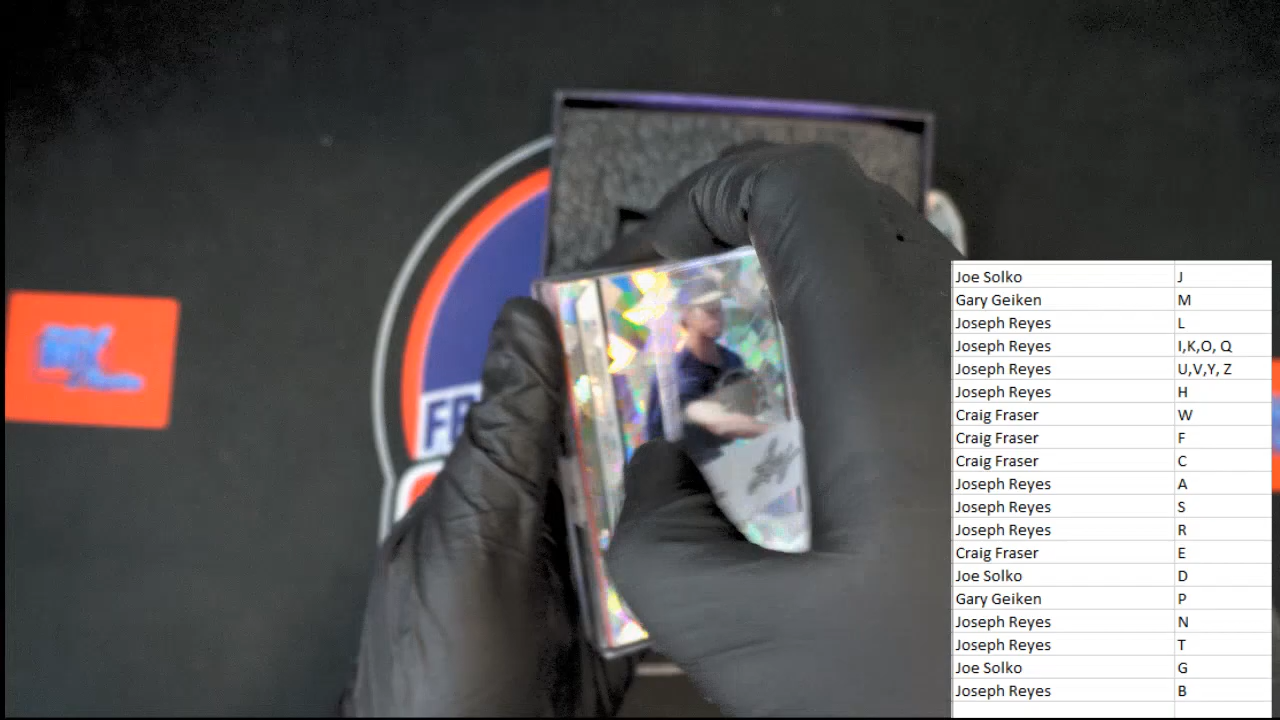 FR
Joe Solko J
Gary Geiken M
Joseph Reyes L
Joseph Reyes I,K,O, Q
Joseph Reyes U,V,Y, Z
Joseph Reyes H
Craig Fraser W
Craig Fraser F
Craig Fraser C
Joseph Reyes A
Joseph Reyes S
Joseph Reyes R
Craig Fraser E
Joe Solko D
Gary Geiken P
Joseph Reyes N
Joseph Reyes T
Joe Solko G
Joseph Reyes B